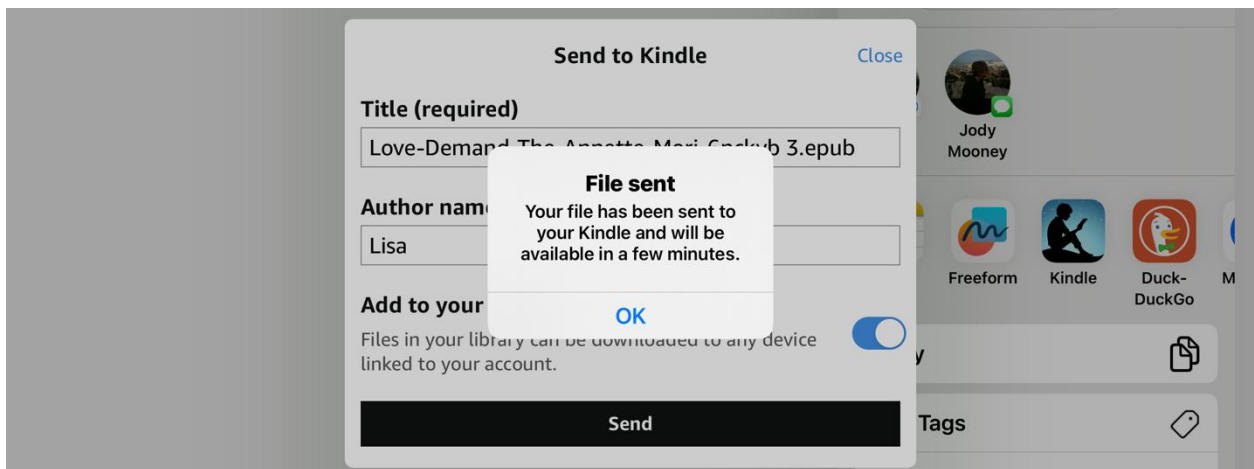 Send to Kindle
Close
Title (required)
3.epub
File sent
Your file has been sent to
your Kindle and will be
available in a few minutes.
OK
Author nam
Lisa
Add to your
Files in your library can be downloaded to any device
linked to your account.
Send
Jody
Mooney
Freeform
Kindle
Duck-
DuckGo
M
y
Tags